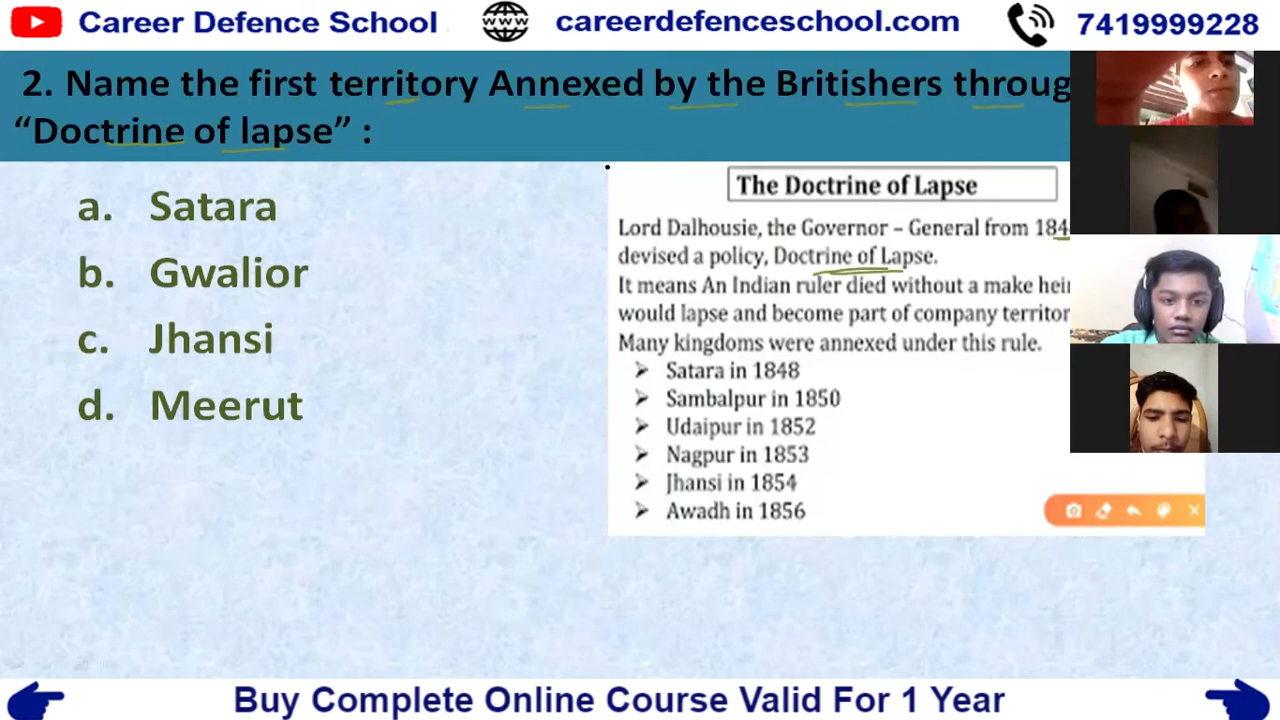 Career Defence School
careerdefenceschool.com
7419999228
2. Name the first territory Annexed by the Britishers throug
“Doctrine of lapse” :
a. Satara
b. Gwalior
c. Jhansi
d. Meerut
The Doctrine of Lapse
Lord Dalhousie, the Governor – General from 184
devised a policy, Doctrine of Lapse.
It means An Indian ruler died without a make hei
would lapse and become part of company territor
Many kingdoms were annexed under this rule.
➤ Satara in 1848
➤ Sambalpur in 1850
➤ Udaipur in 1852
➤ Nagpur in 1853
➤ Jhansi in 1854
➤ Awadh in 1856
Buy Complete Online Course Valid For 1 Year